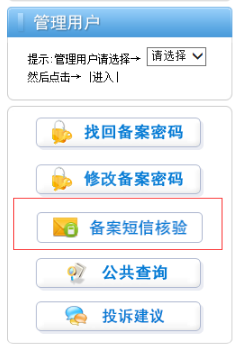 管理用户
提示:管理用户请选择→ 请选择
然后点击→ |进入|
找回备案密码
修改备案密码
备案短信核验
公共查询
投诉建议